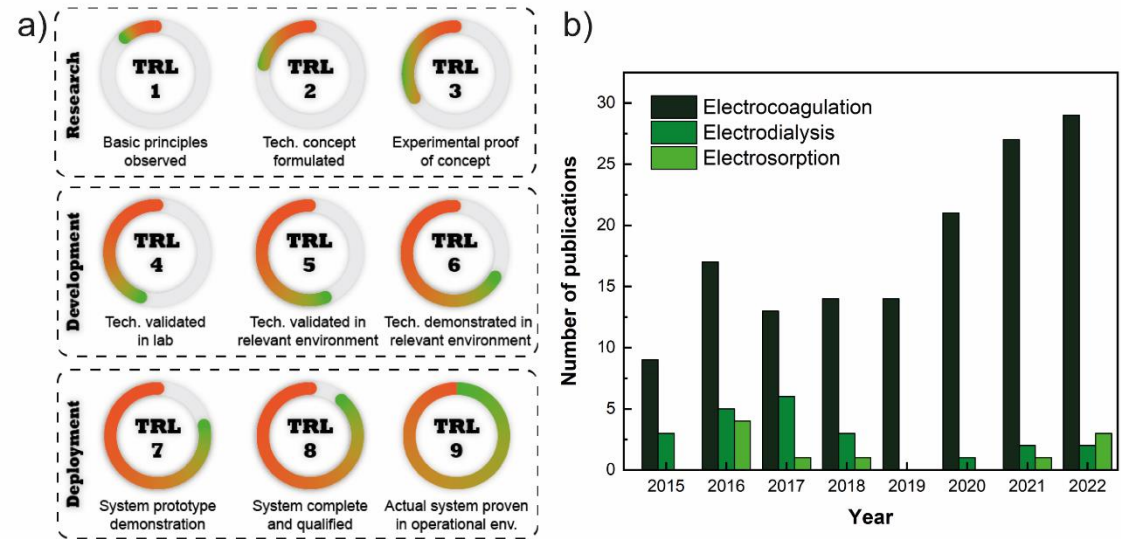 a)
Research
TRL
1
Basic principles
observed
TRL
2
Tech. concept
formulated
TRL
3
Experimental proof
of concept
Development
TRL
4
Tech. validated
in lab
TRL
5
Tech. validated in
relevant environment
TRL
6
Tech. demonstrated in
relevant environment
Deployment
TRL
7
System prototype
demonstration
TRL
8
System complete
and qualified
TRL
9
Actual system proven
in operational env.
b)
Number of publications
30
25
20
15
10
5
0
Electrocoagulation
Electrodialysis
Electrosorption
2015 2016 2017 2018 2019 2020 2021 2022
Year